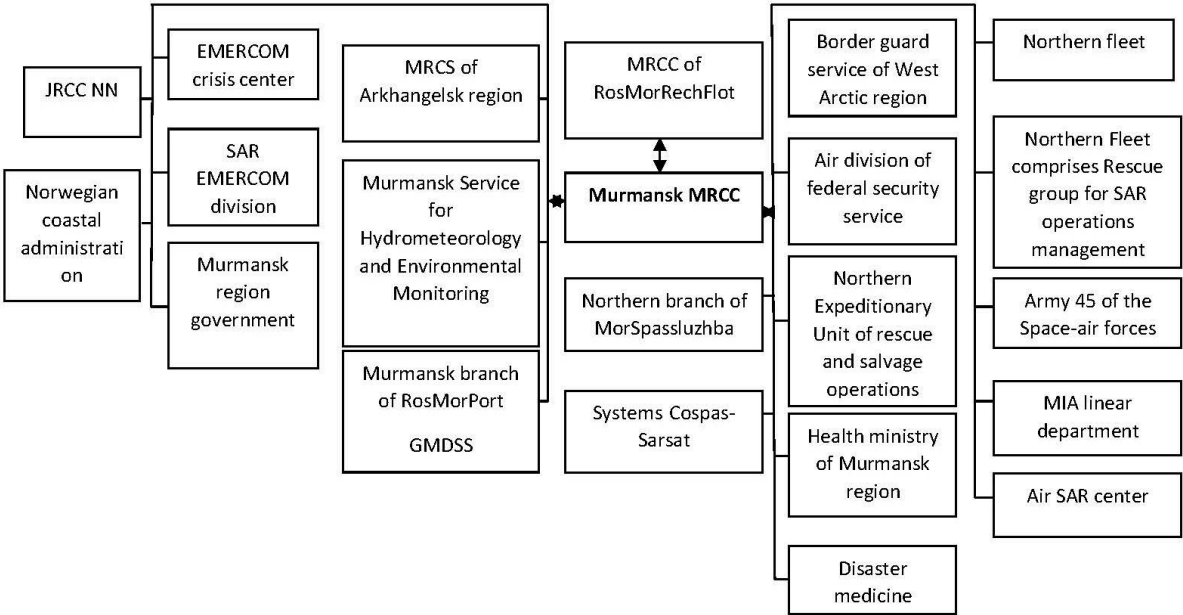 JRCC NN
Norwegian
coastal
administrati
on
EMERCOM
crisis center
SAR
EMERCOM
division
Murmansk
region
government
MRCS of
Arkhangelsk region
Murmansk Service
for
Hydrometeorology
and Environmental
Monitoring
Murmansk branch
of RosMorPort
GMDSS
MRCC of
RosMorRechFlot
Murmansk MRCC
Northern branch of
MorSpassluzhba
Systems Cospas-
Sarsat
Border guard
service of West
Arctic region
Air division of
federal security
service
Northern
Expeditionary
Unit of rescue
and salvage
operations
Health ministry
of Murmansk
region
Disaster
medicine
Northern fleet
Northern Fleet
comprises Rescue
group for SAR
operations
management
Army 45 of the
Space-air forces
MIA linear
department
Air SAR center